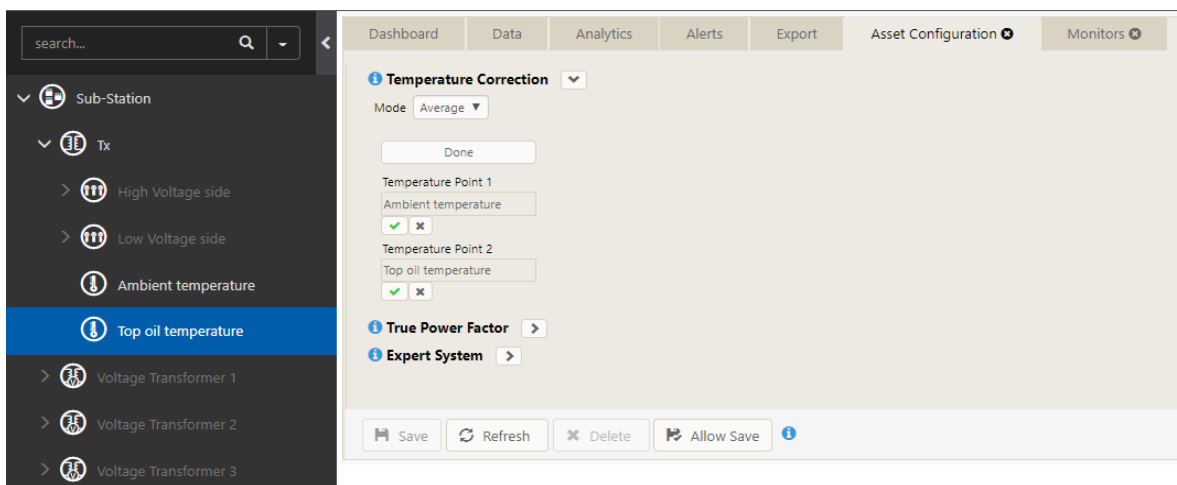 search...
Sub-Station
Tx
High Voltage side
Low Voltage side
Ambient temperature
Top oil temperature
Voltage Transformer 1
Voltage Transformer 2
Voltage Transformer 3
Dashboard Data Analytics Alerts Export Asset Configuration Monitors
Temperature Correction
Mode Average
Done
Temperature Point 1
Ambient temperature
Temperature Point 2
Top oil temperature
True Power Factor
Expert System
Save Refresh Delete Allow Save